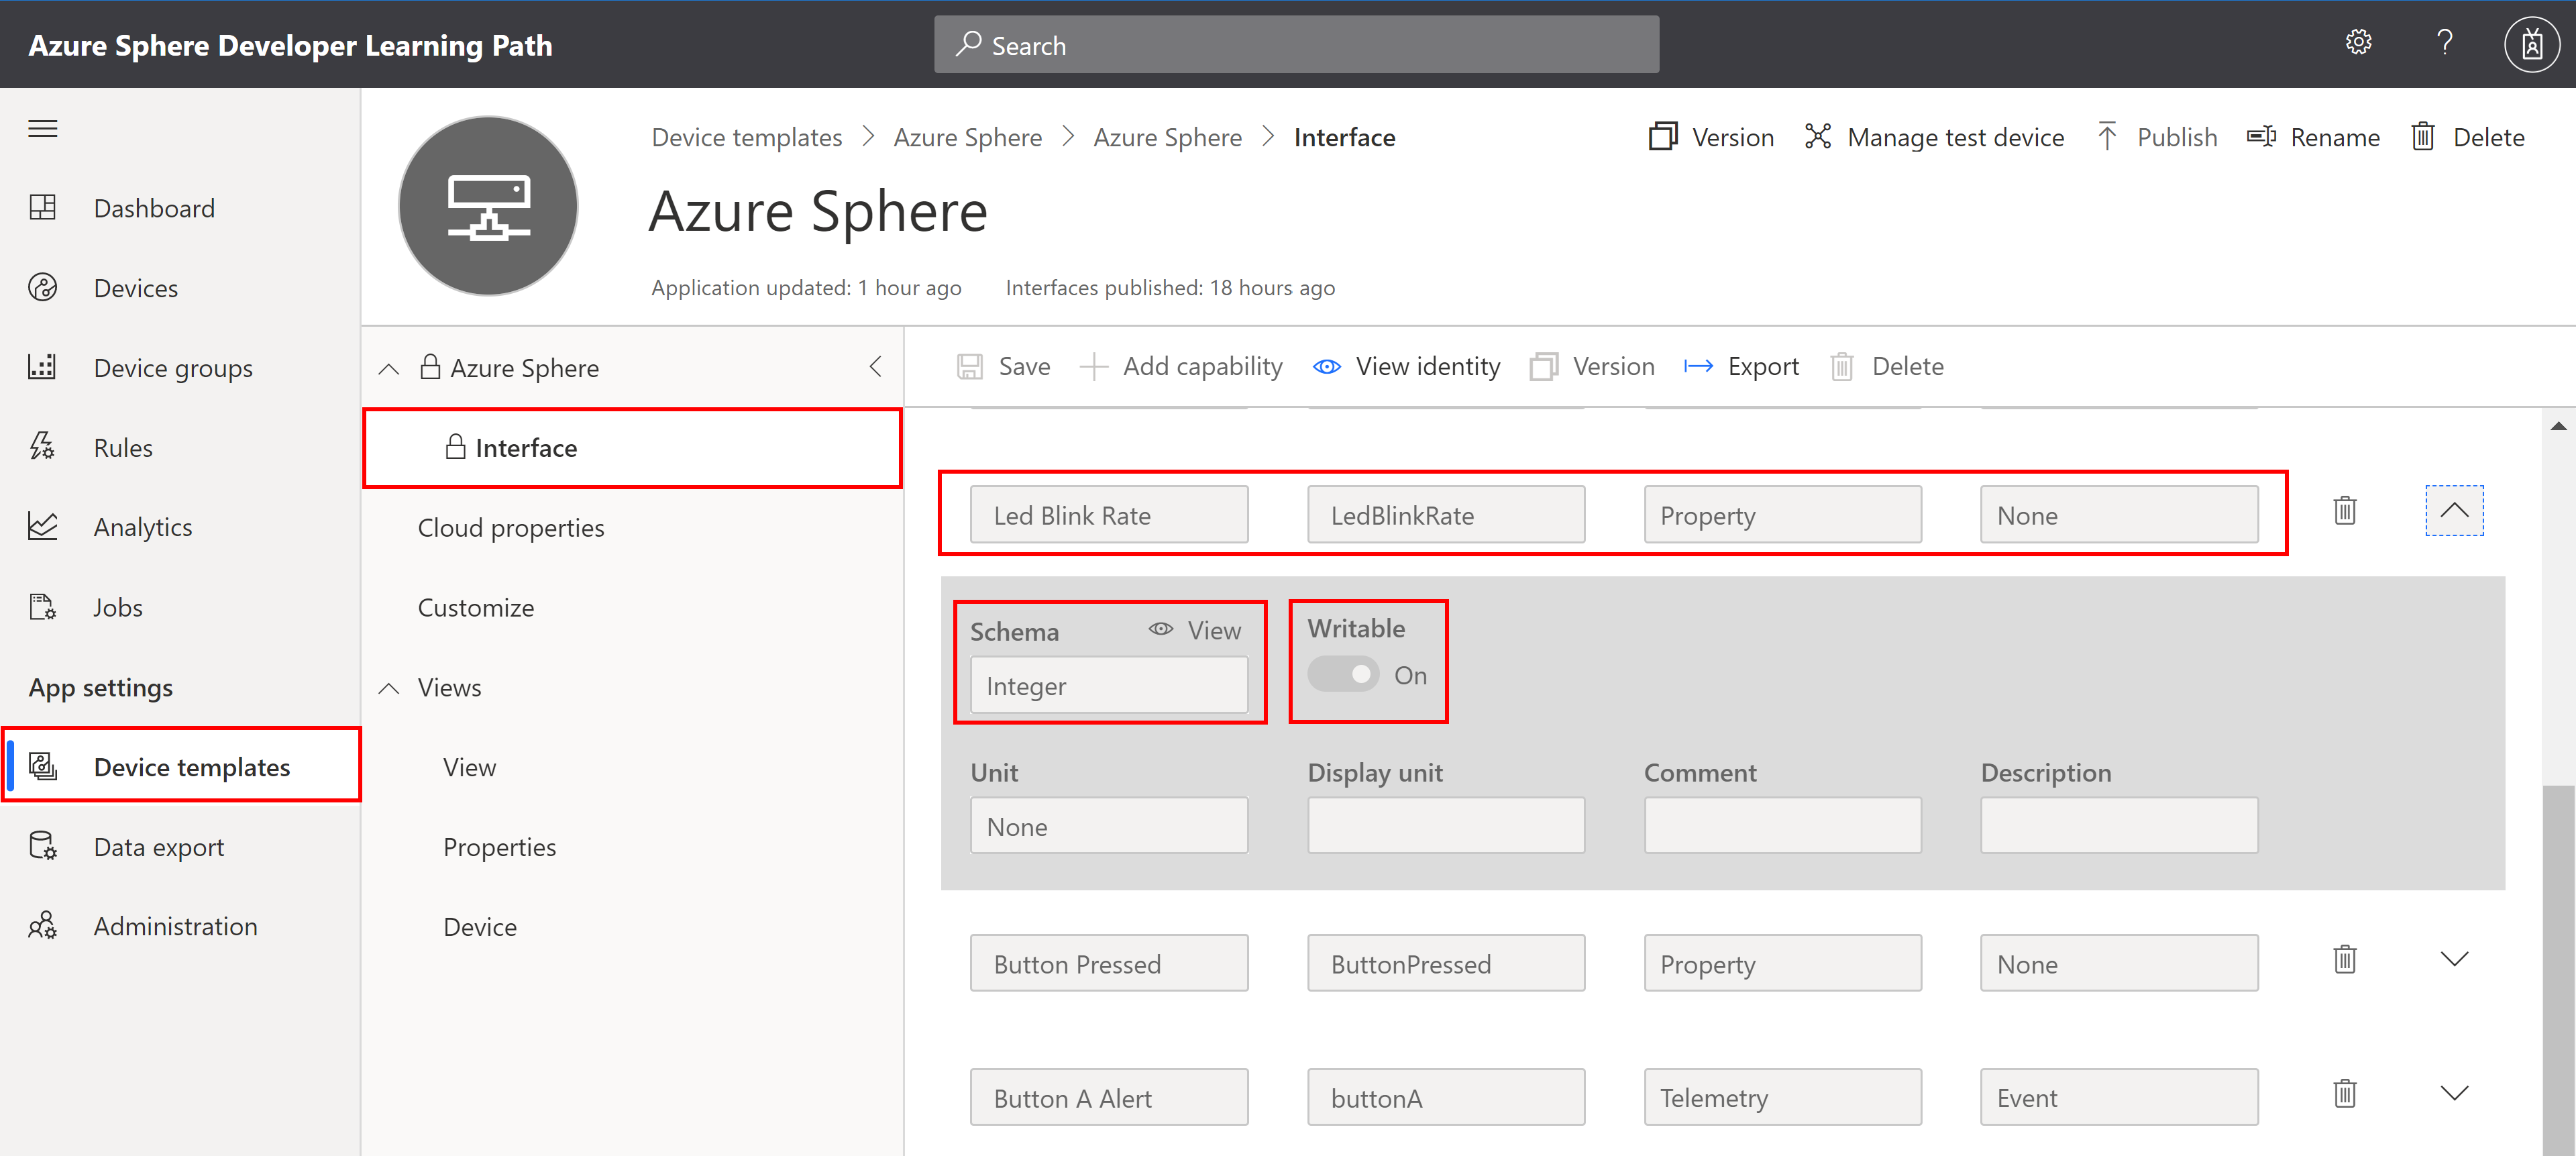 Azure Sphere Developer Learning Path
Search
?
Dashboard
Devices
Device groups
Rules
Analytics
Jobs
App settings
Device templates
Data export
Administration
Device templates > Azure Sphere > Azure Sphere > Interface
Version
Manage test device
Publish
Rename
Delete
Azure Sphere
Application updated: 1 hour ago
Interfaces published: 18 hours ago
Azure Sphere
Interface
Cloud properties
Customize
Views
View
Properties
Device
Save
Add capability
View identity
Version
Export
Delete
Led Blink Rate
LedBlinkRate
Property
None
Schema
View
Integer
Writable
On
Unit
Display unit
Comment
Description
None
Button Pressed
ButtonPressed
Property
None
Button A Alert
buttonA
Telemetry
Event